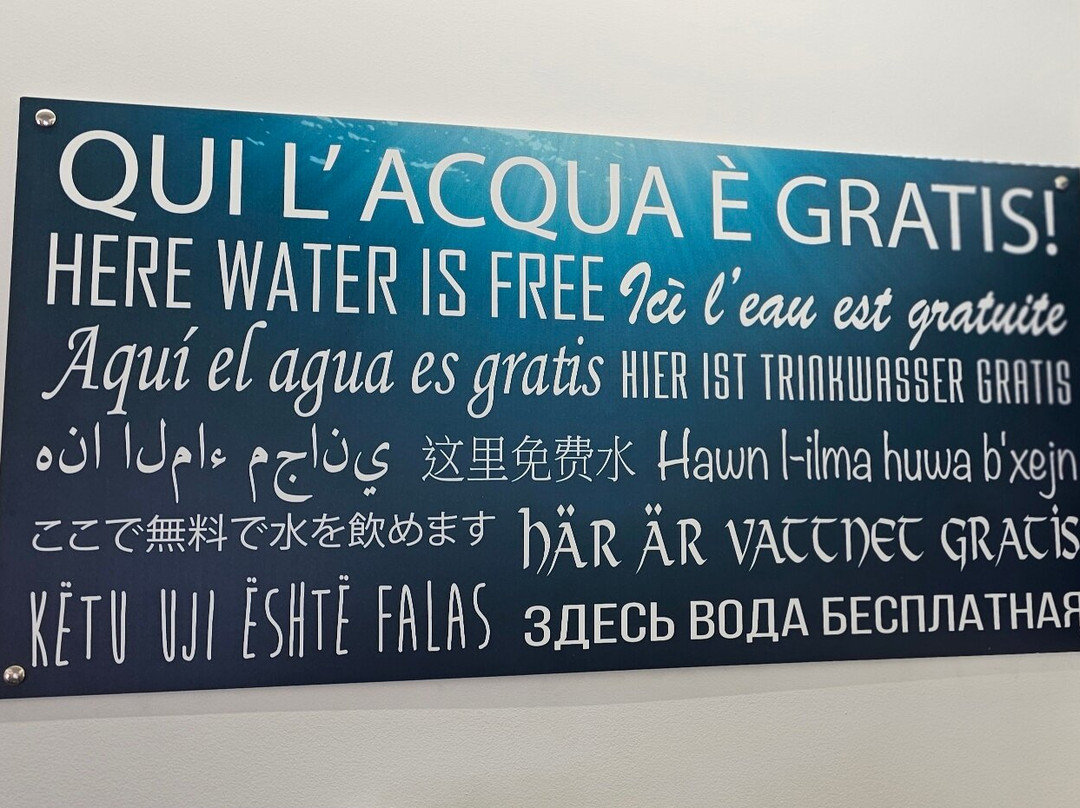 QUI L' ACQUA È GRATIS!
HERE WATER IS FREE Icì l'eau est gratuite
Aquí el agua es gratis HIER IST TRINKWASSER GRATIS
هنا الماء مجاني 这里免费水 Hawn l-ilma huwa b'xejn
ここで無料で水を飲めます HÄR ÄR VATTNET GRATIS
KËTU UJI ËSHTË FALAS ЗДЕСЬ ВОДА БЕСПЛАТНАЯ